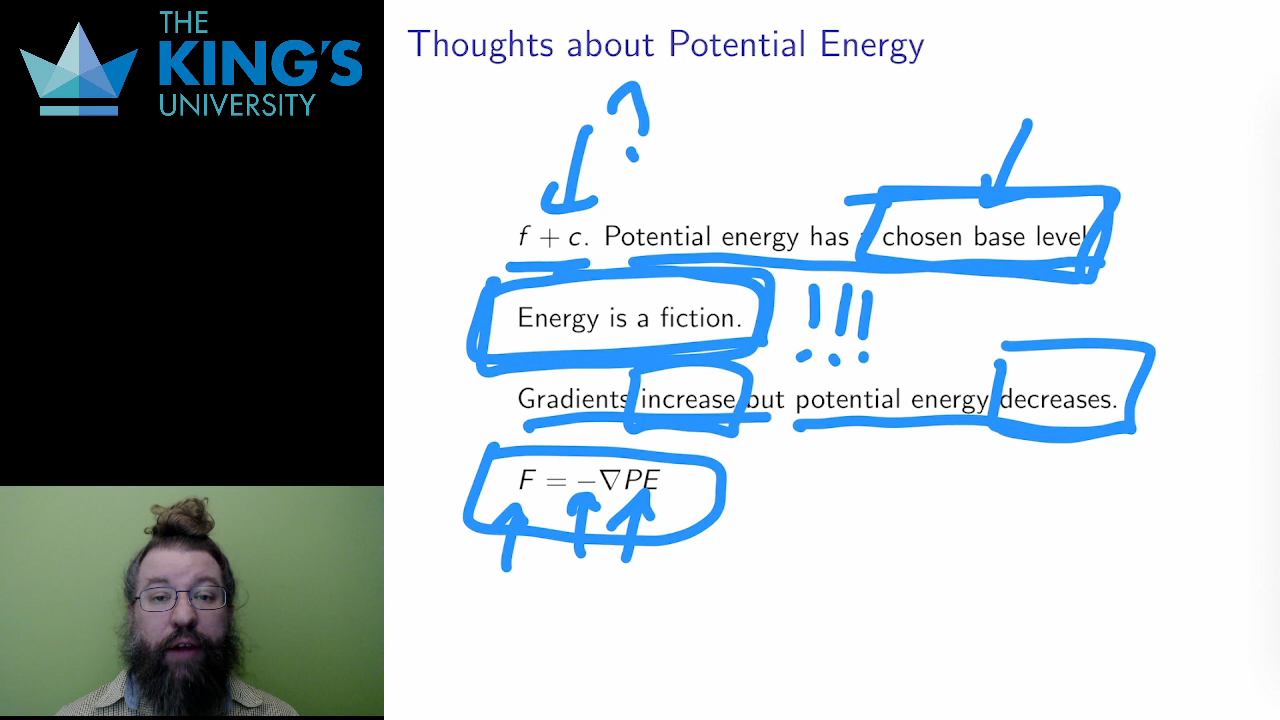 THE
KING'S
UNIVERSITY
Thoughts about Potential Energy
?
f + c. Potential energy has chosen base level
Energy is a fiction. !!!
Gradients increase but potential energy decreases.
F = −∇PE